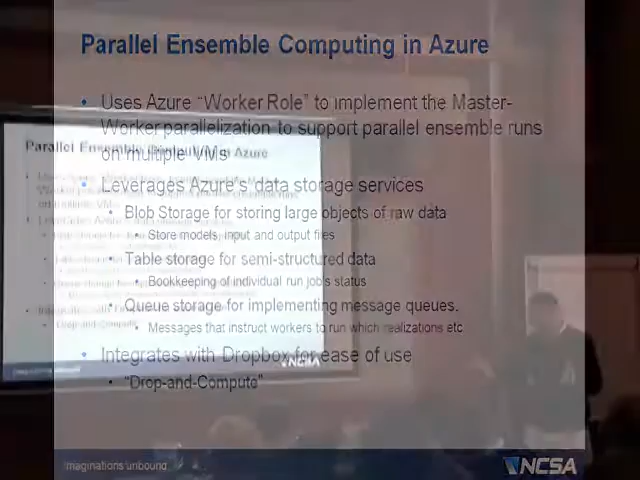 Parallel Ensemble Computing in Azure
• Uses Azure “Worker Role” to implement the Master-
Worker parallelization to support parallel ensemble runs
on multiple VMs
• Leverages Azure’s data storage services
• Blob Storage for storing large objects of raw data
• Store models, input and output files
• Table storage for semi-structured data
• Bookkeeping of individual run job’s status
• Queue storage for implementing message queues.
• Messages that instruct workers to run which realizations etc
• Integrates with Dropbox for ease of use
• “Drop-and-Compute”
Imaginations unbound
NCSA
NCSA